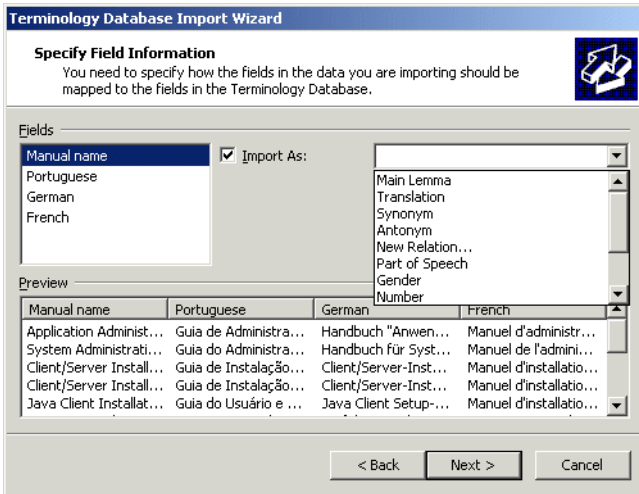 Terminology Database Import Wizard
Specify Field Information
You need to specify how the fields in the data you are importing should be
mapped to the fields in the Terminology Database.
Fields
Manual name
Portuguese
German
French
Import As:
Main Lemma
Translation
Synonym
Antonym
New Relation...
Part of Speech
Gender
Number
Preview
Manual name Portuguese German French
Application Administ... Guia de Administra... Handbuch "Anwen... Manuel d'administr...
System Administrati... Guia do Administra... Handbuch für Syst... Manuel de l'admini...
Client/Server Install... Guia de Instalação... Client/Server-Inst... Manuel d'installatio...
Client/Server Install... Guia de Instalação... Client/Server-Inst... Manuel d'installatio...
Java Client Installat... Guia do Usuário e ... Java Client Setup-... Manuel d'installatio...
< Back Next > Cancel